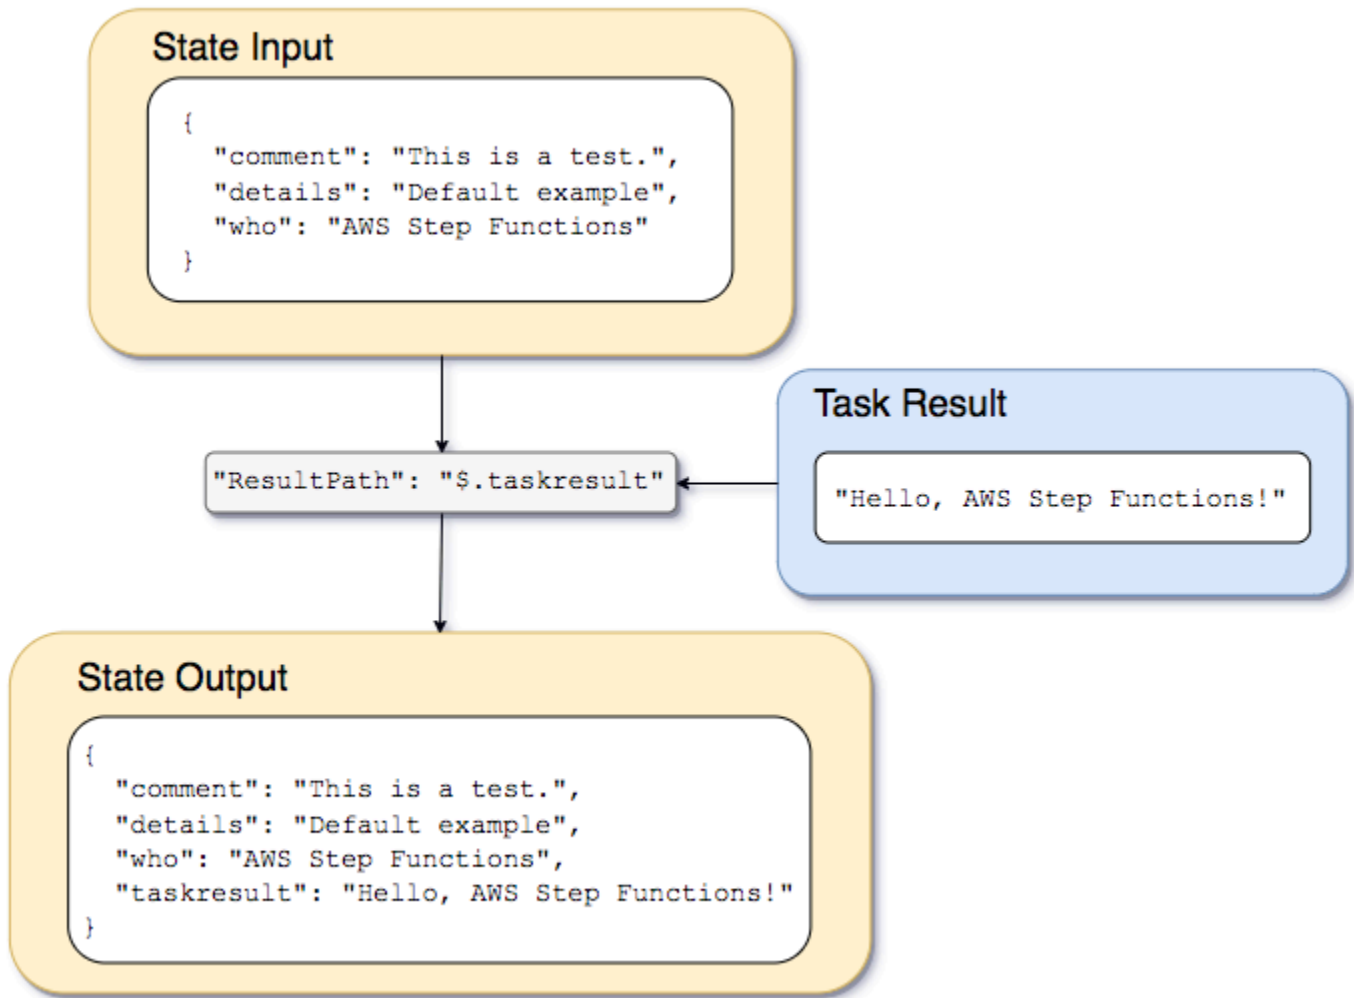 State Input
{
"comment": "This is a test.",
"details": "Default example",
"who": "AWS Step Functions"
}
"ResultPath": "$.taskresult"
Task Result
"Hello, AWS Step Functions!"
State Output
{
"comment": "This is a test.",
"details": "Default example",
"who": "AWS Step Functions",
"taskresult": "Hello, AWS Step Functions!"
}